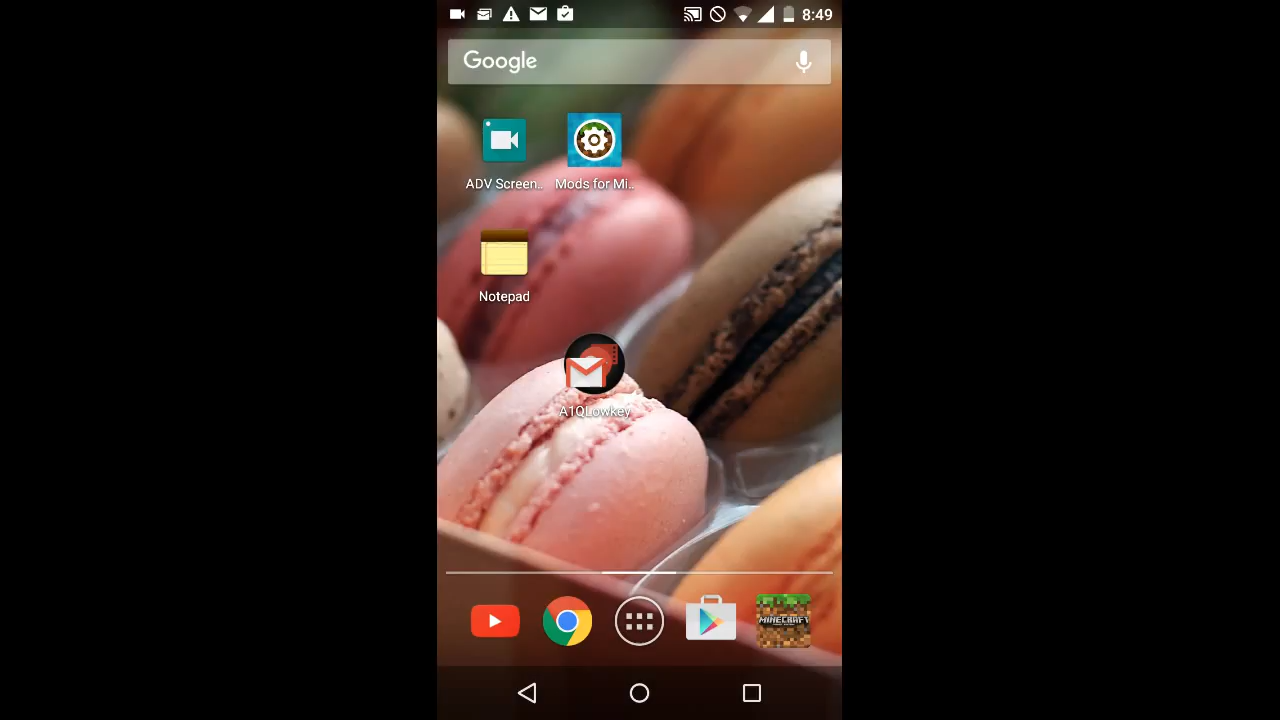 8:49
Google
ADV Screen..
Mods for Mi..
Notepad
A1QLowkey
MINECRAFT